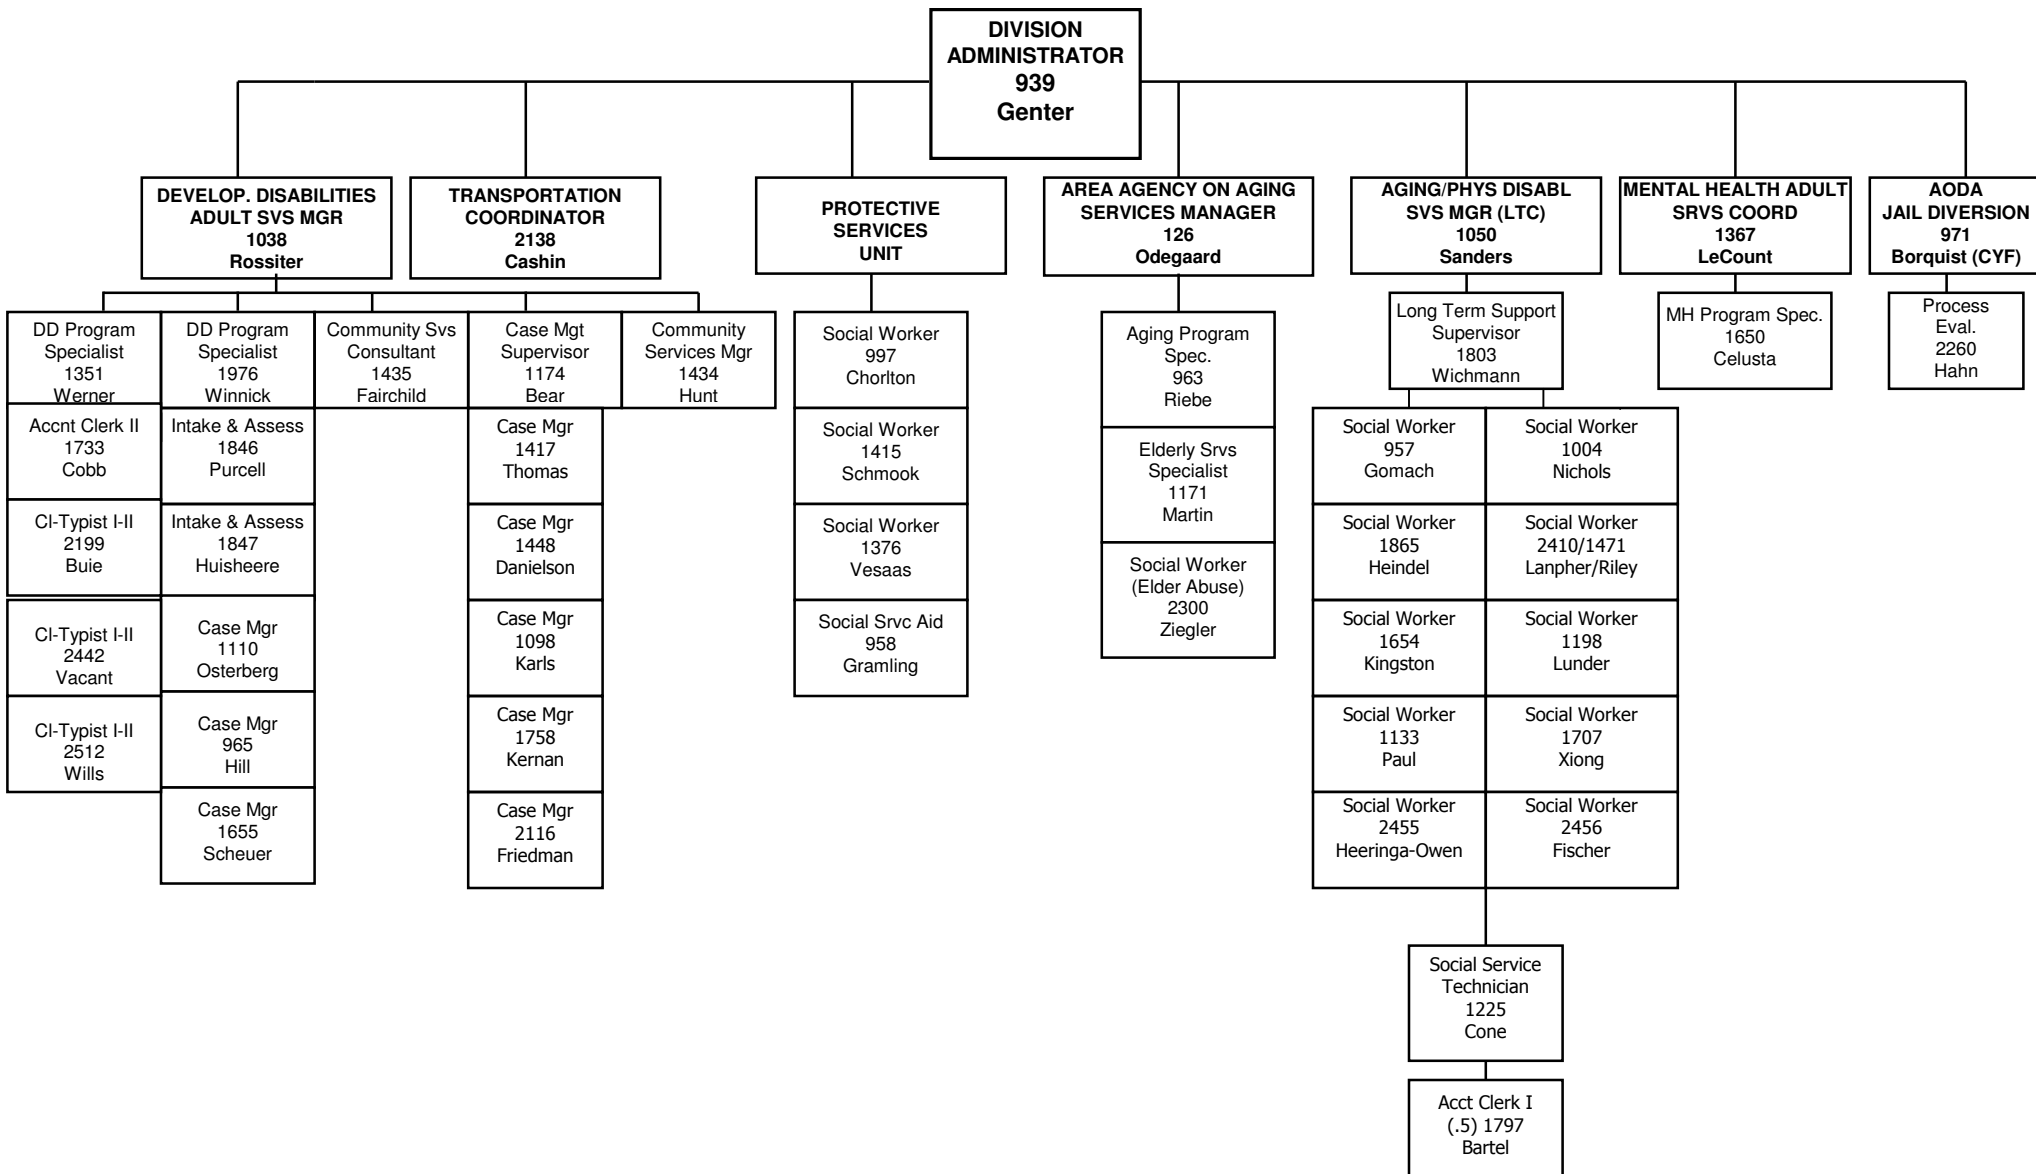 DIVISION
ADMINISTRATOR
939
Genter
DEVELOP. DISABILITIES
ADULT SVS MGR
1038
Rossiter
TRANSPORTATION
COORDINATOR
2138
Cashin
PROTECTIVE
SERVICES
UNIT
AREA AGENCY ON AGING
SERVICES MANAGER
126
Odegaard
AGING/PHYS DISABL
SVS MGR (LTC)
1050
Sanders
MENTAL HEALTH ADULT
SRVS COORD
1367
LeCount
AODA
JAIL DIVERSION
971
Borquist (CYF)
DD Program
Specialist
1351
Werner
Accnt Clerk II
1733
Cobb
Cl-Typist I-II
2199
Buie
Cl-Typist I-II
2442
Vacant
Cl-Typist I-II
2512
Wills
DD Program
Specialist
1976
Winnick
Intake & Assess
1846
Purcell
Intake & Assess
1847
Huisheere
Case Mgr
1110
Osterberg
Case Mgr
965
Hill
Case Mgr
1655
Scheuer
Community Svs
Consultant
1435
Fairchild
Case Mgt
Supervisor
1174
Bear
Case Mgr
1417
Thomas
Case Mgr
1448
Danielson
Case Mgr
1098
Karls
Case Mgr
1758
Kernan
Case Mgr
2116
Friedman
Community
Services Mgr
1434
Hunt
Social Worker
997
Chorlton
Social Worker
1415
Schmook
Social Worker
1376
Vesaas
Social Srvc Aid
958
Gramling
Aging Program
Spec.
963
Riebe
Elderly Srvs
Specialist
1171
Martin
Social Worker
(Elder Abuse)
2300
Ziegler
Long Term Support
Supervisor
1803
Wichmann
Social Worker
957
Gomach
Social Worker
1865
Heindel
Social Worker
1654
Kingston
Social Worker
1133
Paul
Social Worker
2455
Heeringa-Owen
Social Worker
1004
Nichols
Social Worker
2410/1471
Lanpher/Riley
Social Worker
1198
Lunder
Social Worker
1707
Xiong
Social Worker
2456
Fischer
Social Service
Technician
1225
Cone
Acct Clerk I
(.5) 1797
Bartel
MH Program Spec.
1650
Celusta
Process
Eval.
2260
Hahn